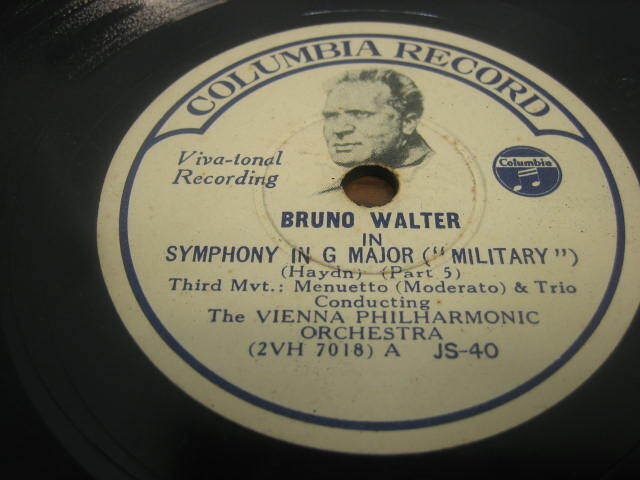 COLUMBIA RECORD
Viva-tonal
Recording
Columbia
BRUNO WALTER
IN
SYMPHONY IN G MAJOR ("MILITARY")
(Haydn) (Part 5)
Third Mvt.: Menuetto (Moderato) & Trio
Conducting
The VIENNA PHILHARMONIC
ORCHESTRA
(2VH 7018) A JS-40